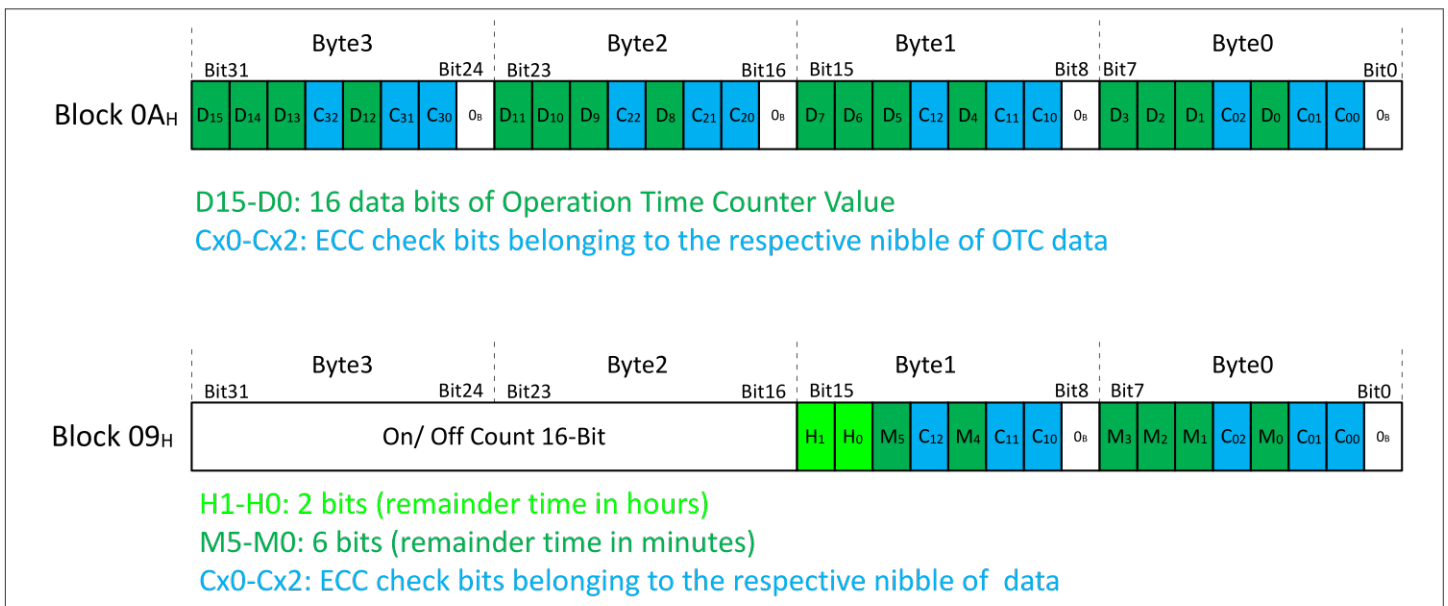 Byte3 Byte2 Byte1 Byte0
Bit31 Bit24 Bit23 Bit16 Bit15 Bit8 Bit7 Bit0
Block 0AH D15 D14 D13 C32 D12 C31 C30 0B D11 D10 D9 C22 D8 C21 C20 0B D7 D6 D5 C12 D4 C11 C10 0B D3 D2 D1 C02 D0 C01 C00 0B
D15-D0: 16 data bits of Operation Time Counter Value
Cx0-Cx2: ECC check bits belonging to the respective nibble of OTC data
Byte3 Byte2 Byte1 Byte0
Bit31 Bit24 Bit23 Bit16 Bit15 Bit8 Bit7 Bit0
Block 09H On/ Off Count 16-Bit H1 H0 M5 C12 M4 C11 C10 0B M3 M2 M1 C02 M0 C01 C00 0B
H1-H0: 2 bits (remainder time in hours)
M5-M0: 6 bits (remainder time in minutes)
Cx0-Cx2: ECC check bits belonging to the respective nibble of data